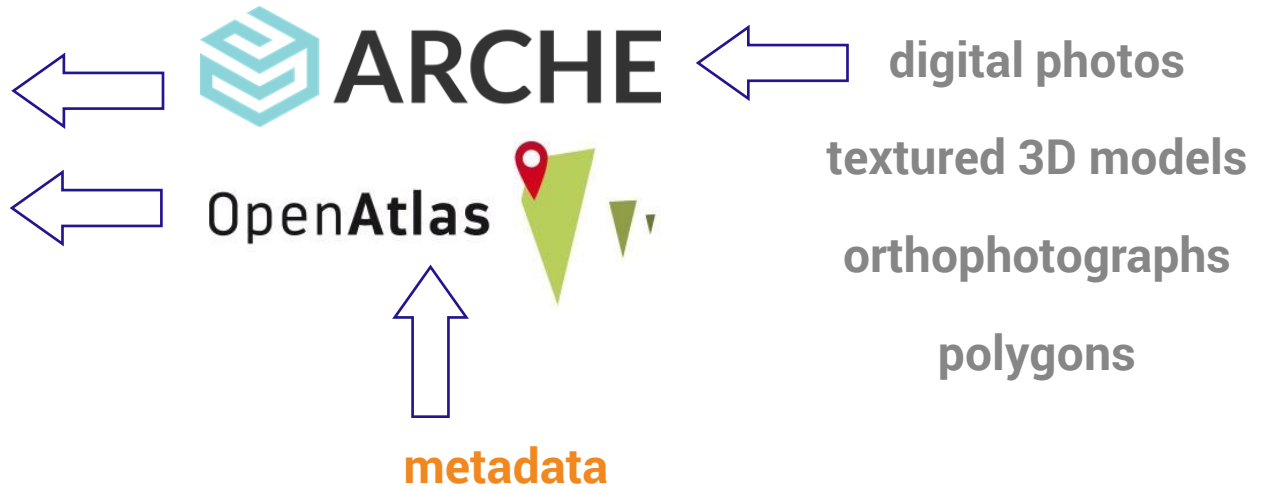 ARCHE
digital photos
textured 3D models
OpenAtlas
orthophotographs
polygons
metadata